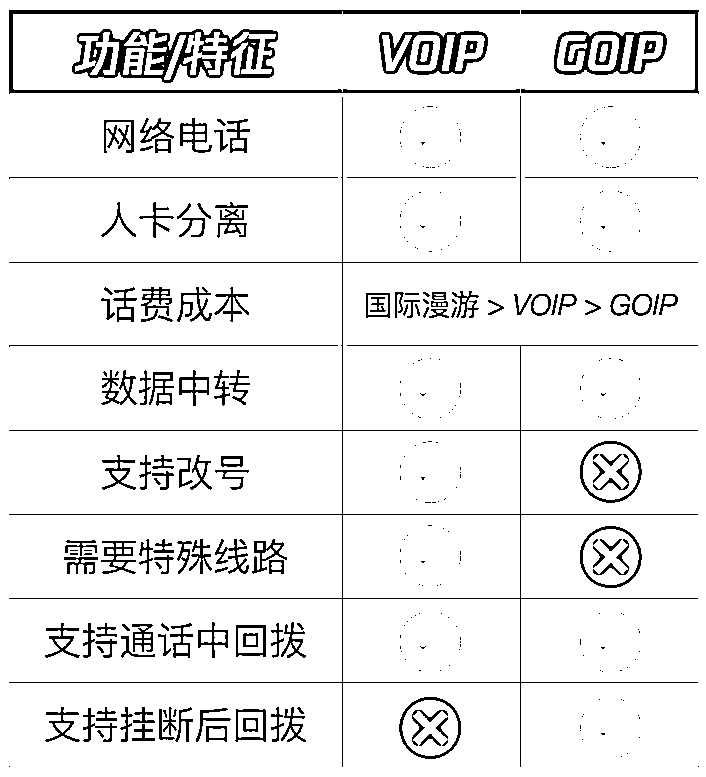 功能/特征 VOIP GOIP
网络电话
人卡分离
话费成本 国际漫游 > VOIP > GOIP
数据中转
支持改号
需要特殊线路
支持通话中回拨
支持挂断后回拨